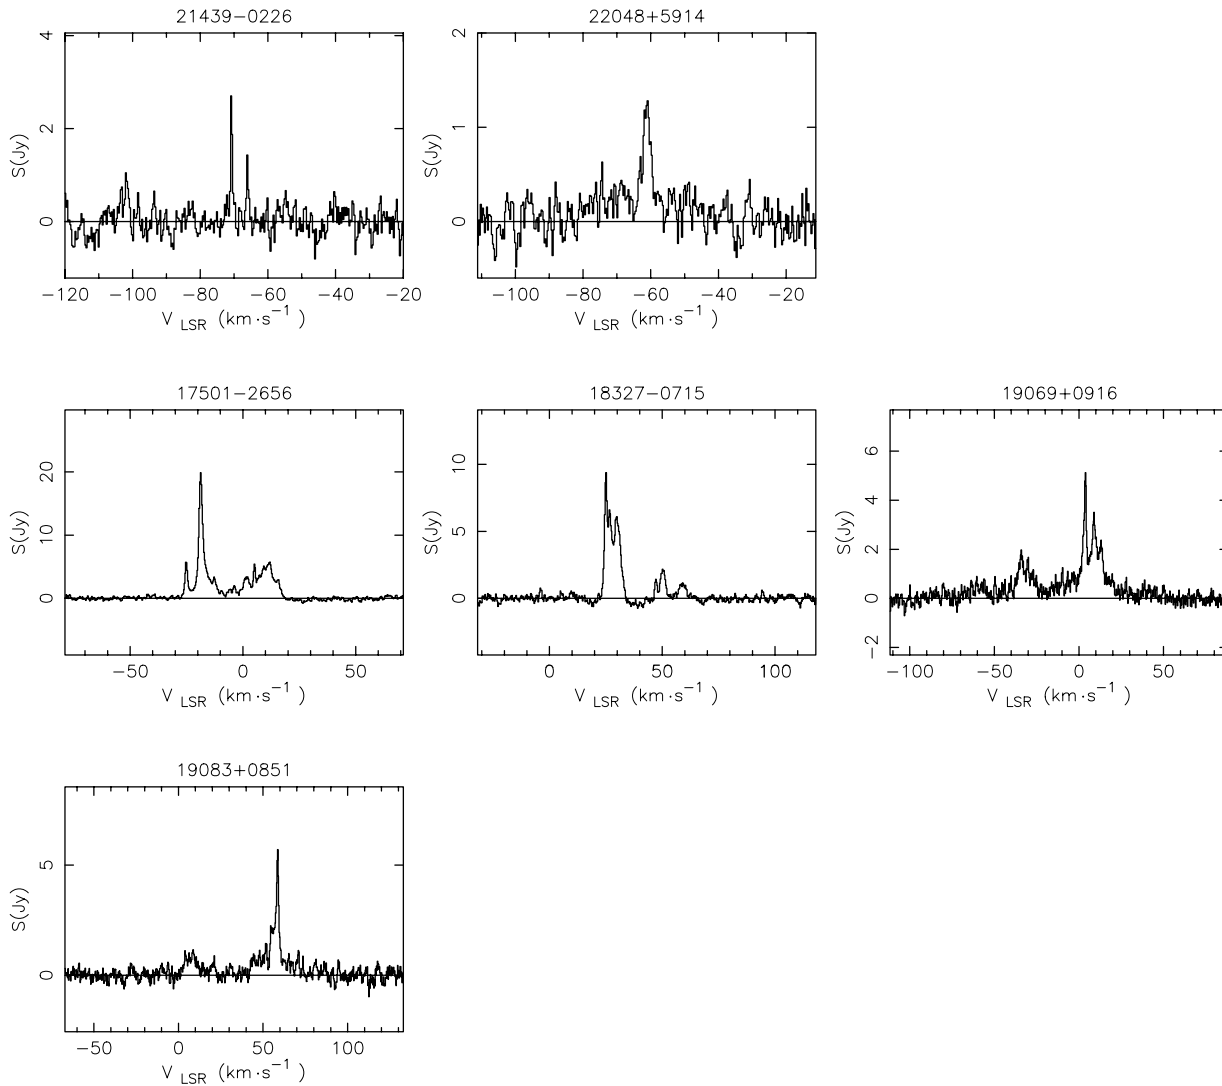 21439−0226
4
2
0
S(Jy)
−120 −100 −80 −60 −40 −20
V LSR (km·s−1)
22048+5914
2
1
0
S(Jy)
−100 −80 −60 −40 −20
V LSR (km·s−1)
17501−2656
20
10
0
S(Jy)
−50 0 50
V LSR (km·s−1)
18327−0715
10
5
0
S(Jy)
0 50 100
V LSR (km·s−1)
19069+0916
6
4
2
0
−2
S(Jy)
−100 −50 0 50
V LSR (km·s−1)
19083+0851
5
0
S(Jy)
−50 0 50 100
V LSR (km·s−1)